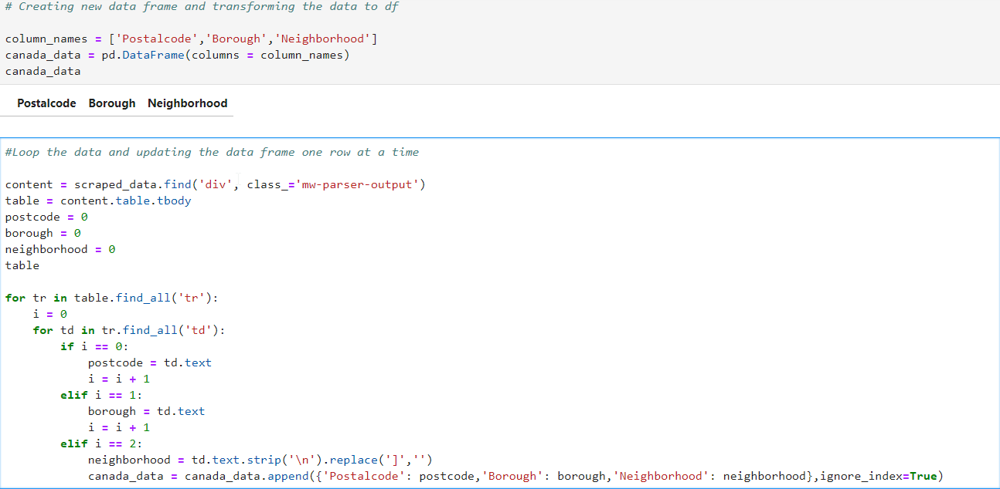 # Creating new data frame and transforming the data to df
column_names = ['Postalcode','Borough','Neighborhood']
canada_data = pd.DataFrame(columns = column_names)
canada_data
Postalcode Borough Neighborhood
#Loop the data and updating the data frame one row at a time
content = scraped_data.find('div', class_='mw-parser-output')
table = content.table.tbody
postcode = 0
borough = 0
neighborhood = 0
table
for tr in table.find_all('tr'):
    i = 0
    for td in tr.find_all('td'):
        if i == 0:
            postcode = td.text
            i = i + 1
        elif i == 1:
            borough = td.text
            i = i + 1
        elif i == 2:
            neighborhood = td.text.strip('\n').replace(']','')
            canada_data = canada_data.append({'Postalcode': postcode,'Borough': borough,'Neighborhood': neighborhood},ignore_index=True)